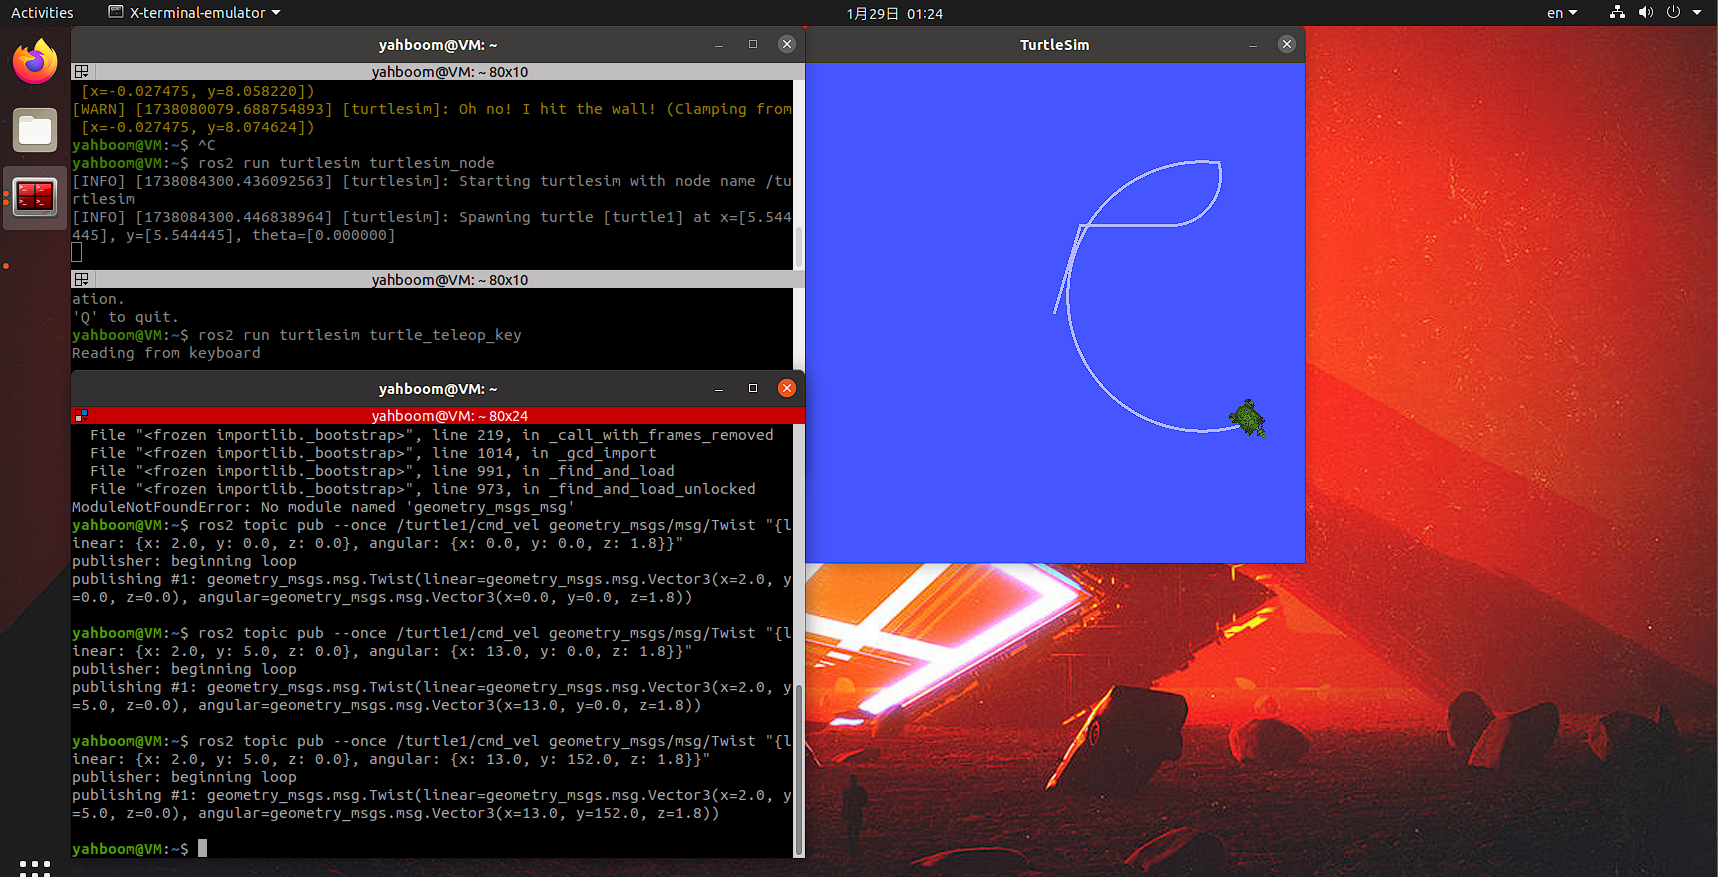 Activities
X-terminal-emulator
1月29日 01:24
en
yahboom@VM: ~
yahboom@VM: ~ 80x10
[x=-0.027475, y=8.058220])
[WARN] [1738080079.688754893] [turtlesim]: Oh no! I hit the wall! (Clamping from
[x=-0.027475, y=8.074624])
yahboom@VM:~$ ^C
yahboom@VM:~$ ros2 run turtlesim turtlesim_node
[INFO] [1738084300.436092563] [turtlesim]: Starting turtlesim with node name /tu
rtlesim
[INFO] [1738084300.446838964] [turtlesim]: Spawning turtle [turtle1] at x=[5.544
445], y=[5.544445], theta=[0.000000]
yahboom@VM: ~ 80x10
ation.
'Q' to quit.
yahboom@VM:~$ ros2 run turtlesim turtle_teleop_key
Reading from keyboard
yahboom@VM: ~
yahboom@VM: ~ 80x24
File "<frozen importlib._bootstrap>", line 219, in _call_with_frames_removed
File "<frozen importlib._bootstrap>", line 1014, in _gcd_import
File "<frozen importlib._bootstrap>", line 991, in _find_and_load
File "<frozen importlib._bootstrap>", line 973, in _find_and_load_unlocked
ModuleNotFoundError: No module named 'geometry_msgs_msg'
yahboom@VM:~$ ros2 topic pub --once /turtle1/cmd_vel geometry_msgs/msg/Twist "{l
inear: {x: 2.0, y: 0.0, z: 0.0}, angular: {x: 0.0, y: 0.0, z: 1.8}}"
publisher: beginning loop
publishing #1: geometry_msgs.msg.Twist(linear=geometry_msgs.msg.Vector3(x=2.0, y
=0.0, z=0.0), angular=geometry_msgs.msg.Vector3(x=0.0, y=0.0, z=1.8))
yahboom@VM:~$ ros2 topic pub --once /turtle1/cmd_vel geometry_msgs/msg/Twist "{l
inear: {x: 2.0, y: 5.0, z: 0.0}, angular: {x: 13.0, y: 0.0, z: 1.8}}"
publisher: beginning loop
publishing #1: geometry_msgs.msg.Twist(linear=geometry_msgs.msg.Vector3(x=2.0, y
=5.0, z=0.0), angular=geometry_msgs.msg.Vector3(x=13.0, y=0.0, z=1.8))
yahboom@VM:~$ ros2 topic pub --once /turtle1/cmd_vel geometry_msgs/msg/Twist "{l
inear: {x: 2.0, y: 5.0, z: 0.0}, angular: {x: 13.0, y: 152.0, z: 1.8}}"
publisher: beginning loop
publishing #1: geometry_msgs.msg.Twist(linear=geometry_msgs.msg.Vector3(x=2.0, y
=5.0, z=0.0), angular=geometry_msgs.msg.Vector3(x=13.0, y=152.0, z=1.8))
yahboom@VM:~$
TurtleSim